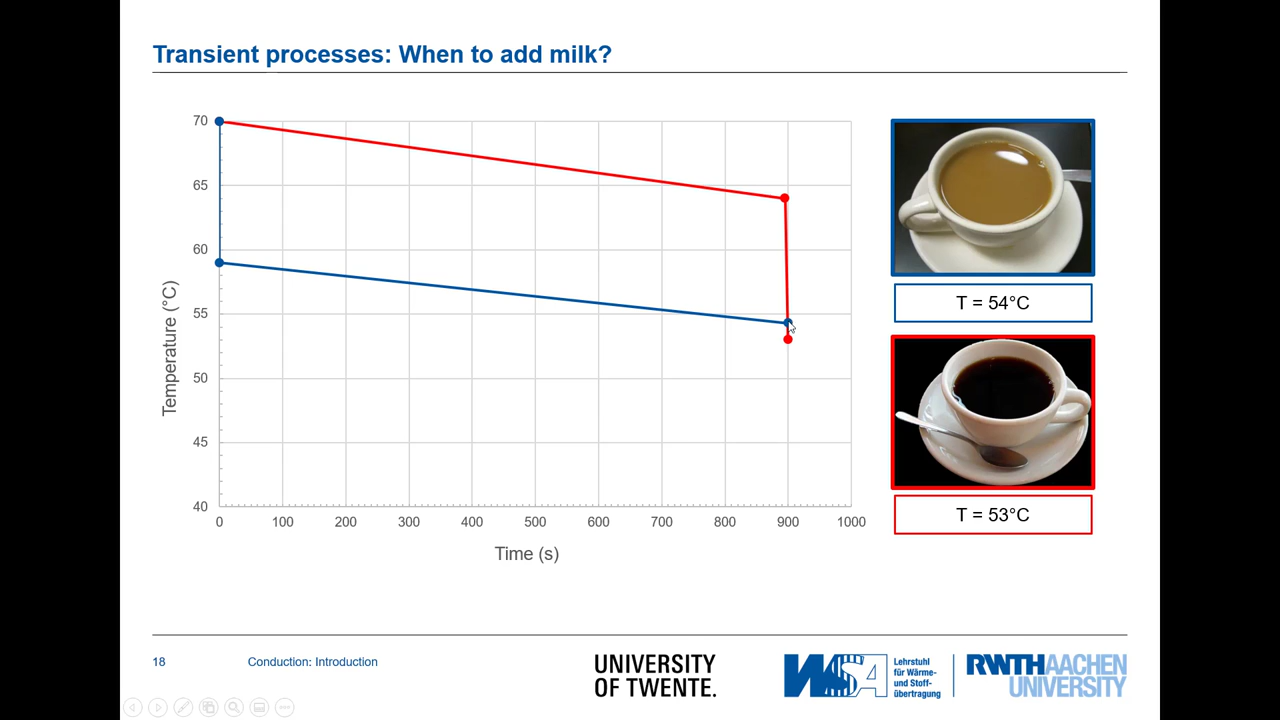 Transient processes: When to add milk?
70
65
60
55
50
45
40
Temperature (°C)
0 100 200 300 400 500 600 700 800 900 1000
Time (s)
T = 54°C
T = 53°C
18 Conduction: Introduction
UNIVERSITY
OF TWENTE.
WSA
Lehrstuhl
für Wärme-
und Stoff-
übertragung
RWTHAACHEN
UNIVERSITY